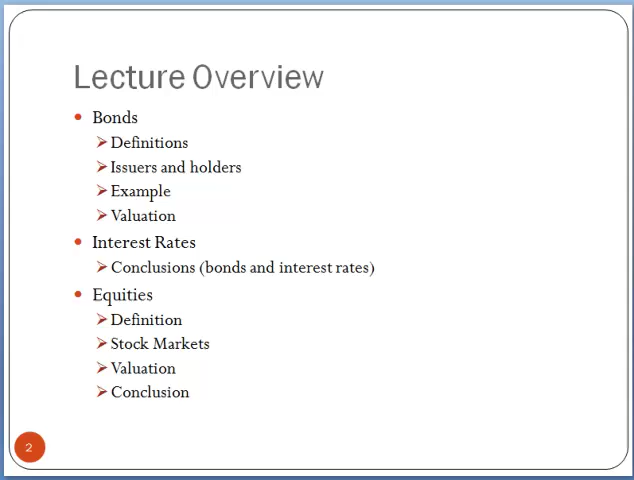 Lecture Overview
Bonds
Definitions
Issuers and holders
Example
Valuation
Interest Rates
Conclusions (bonds and interest rates)
Equities
Definition
Stock Markets
Valuation
Conclusion
2